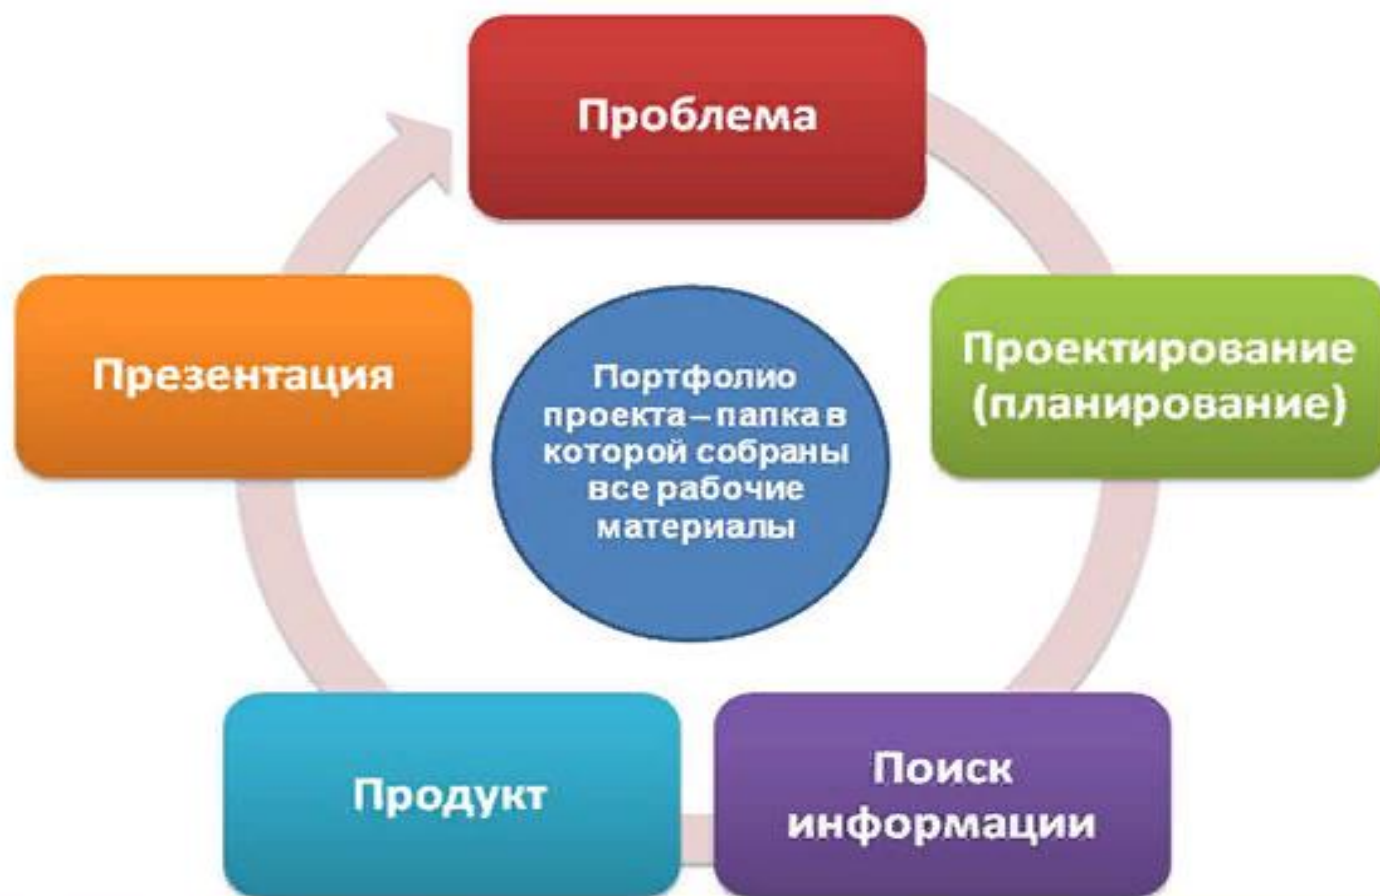 Проблема
Проектирование
(планирование)
Поиск
информации
Продукт
Презентация
Портфолио
проекта – папка в
которой собраны
все рабочие
материалы